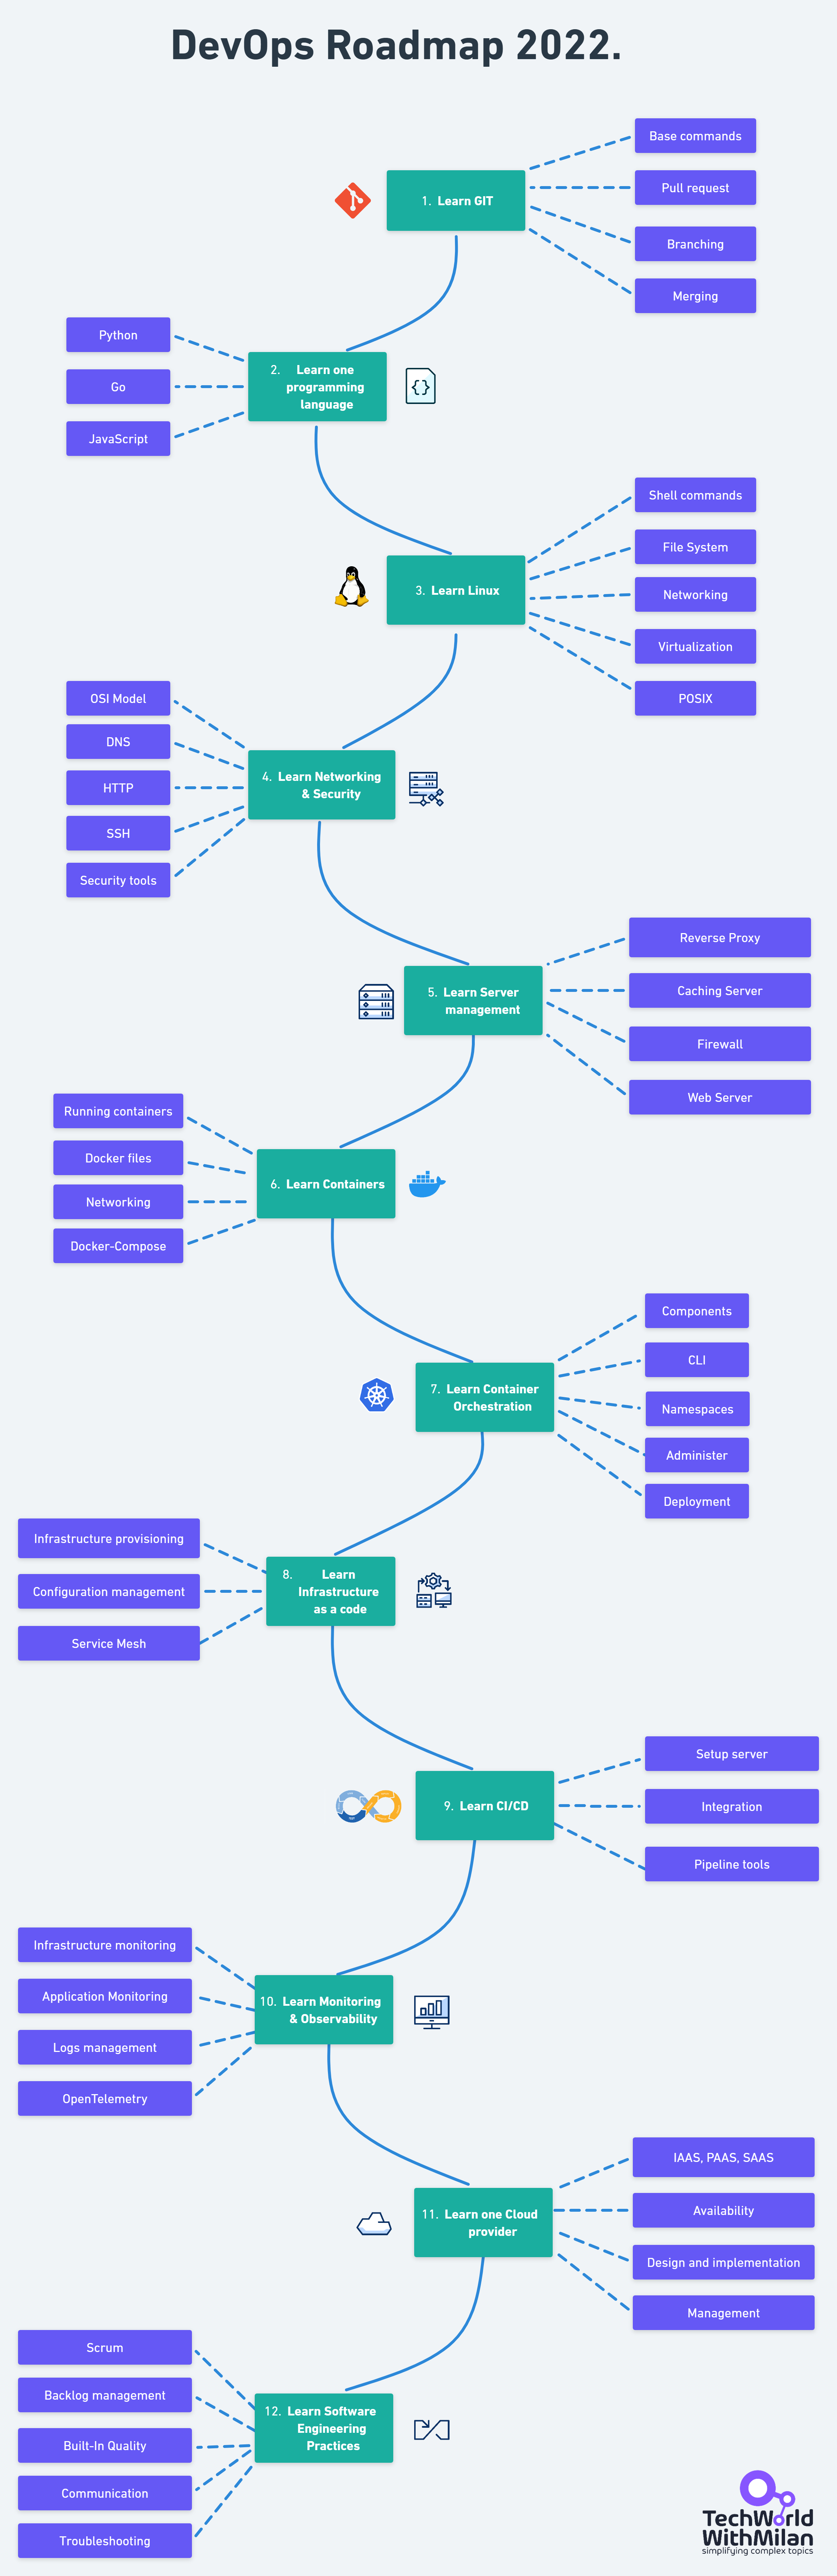 DevOps Roadmap 2022.
1. Learn GIT
Base commands
Pull request
Branching
Merging
2. Learn one
programming
language
Python
Go
JavaScript
3. Learn Linux
Shell commands
File System
Networking
Virtualization
POSIX
4. Learn Networking
& Security
OSI Model
DNS
HTTP
SSH
Security tools
5. Learn Server
management
Reverse Proxy
Caching Server
Firewall
Web Server
6. Learn Containers
Running containers
Docker files
Networking
Docker-Compose
7. Learn Container
Orchestration
Components
CLI
Namespaces
Administer
Deployment
8. Learn
Infrastructure
as a code
Infrastructure provisioning
Configuration management
Service Mesh
9. Learn CI/CD
Setup server
Integration
Pipeline tools
10. Learn Monitoring
& Observability
Infrastructure monitoring
Application Monitoring
Logs management
OpenTelemetry
11. Learn one Cloud
provider
IAAS, PAAS, SAAS
Availability
Design and implementation
Management
12. Learn Software
Engineering
Practices
Scrum
Backlog management
Built-In Quality
Communication
Troubleshooting
TechWorld
WithMilan
simplifying complex topics